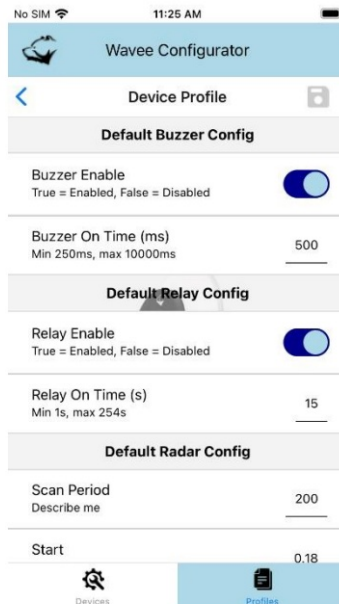 No SIM 11:25 AM
Wavee Configurator
Device Profile
Default Buzzer Config
Buzzer Enable
True = Enabled, False = Disabled
Buzzer On Time (ms)
Min 250ms, max 10000ms
500
Default Relay Config
Relay Enable
True = Enabled, False = Disabled
Relay On Time (s)
Min 1s, max 254s
15
Default Radar Config
Scan Period
Describe me
200
Start
0.18
Devices
Profiles